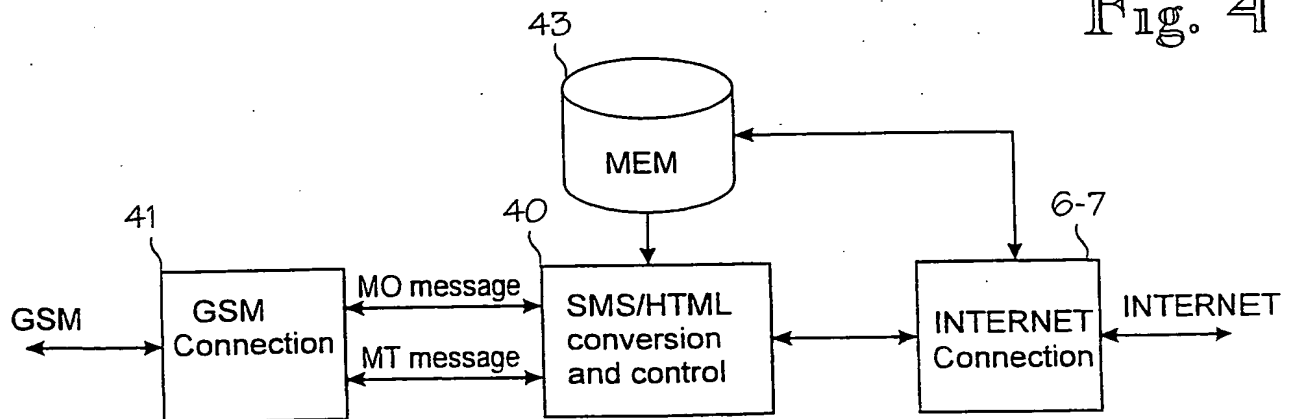 Fig. 4
43
MEM
41
40
6-7
GSM
GSM
Connection
MO message
MT message
SMS/HTML
conversion
and control
INTERNET
Connection
INTERNET